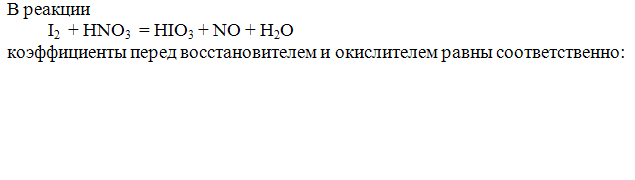 В реакции
I₂ + HNO₃ = HIO₃ + NO + H₂O
коэффициенты перед восстановителем и окислителем равны соответственно: